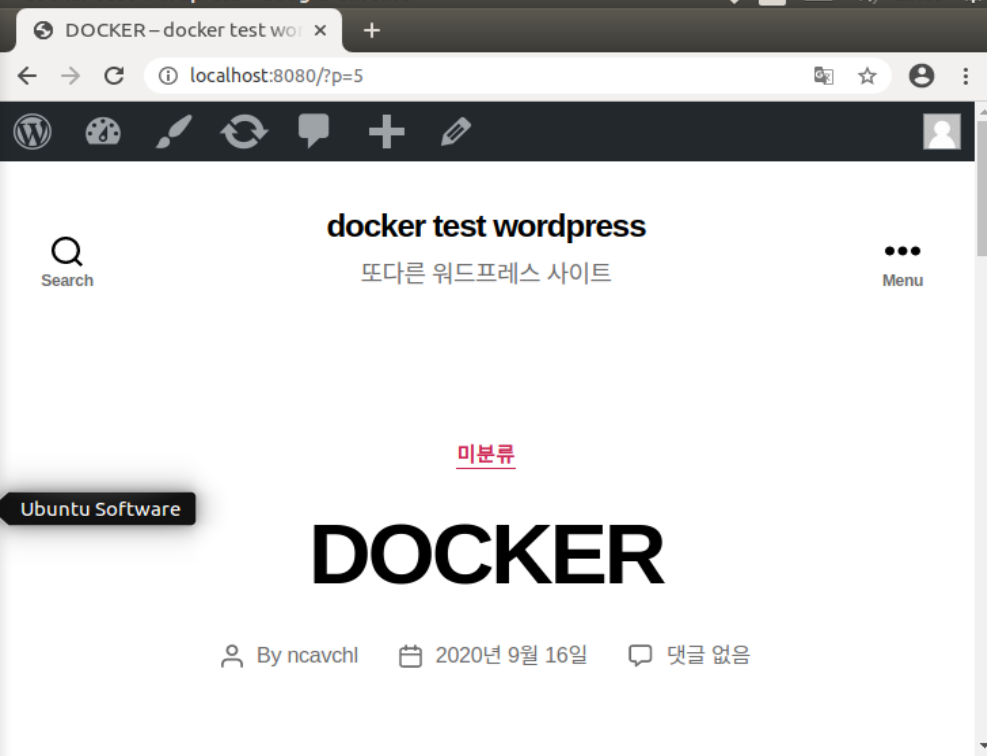 DOCKER – docker test wor
localhost:8080/?p=5
docker test wordpress
또다른 워드프레스 사이트
Search
Menu
미분류
Ubuntu Software
DOCKER
By ncavchl 2020년 9월 16일 댓글 없음